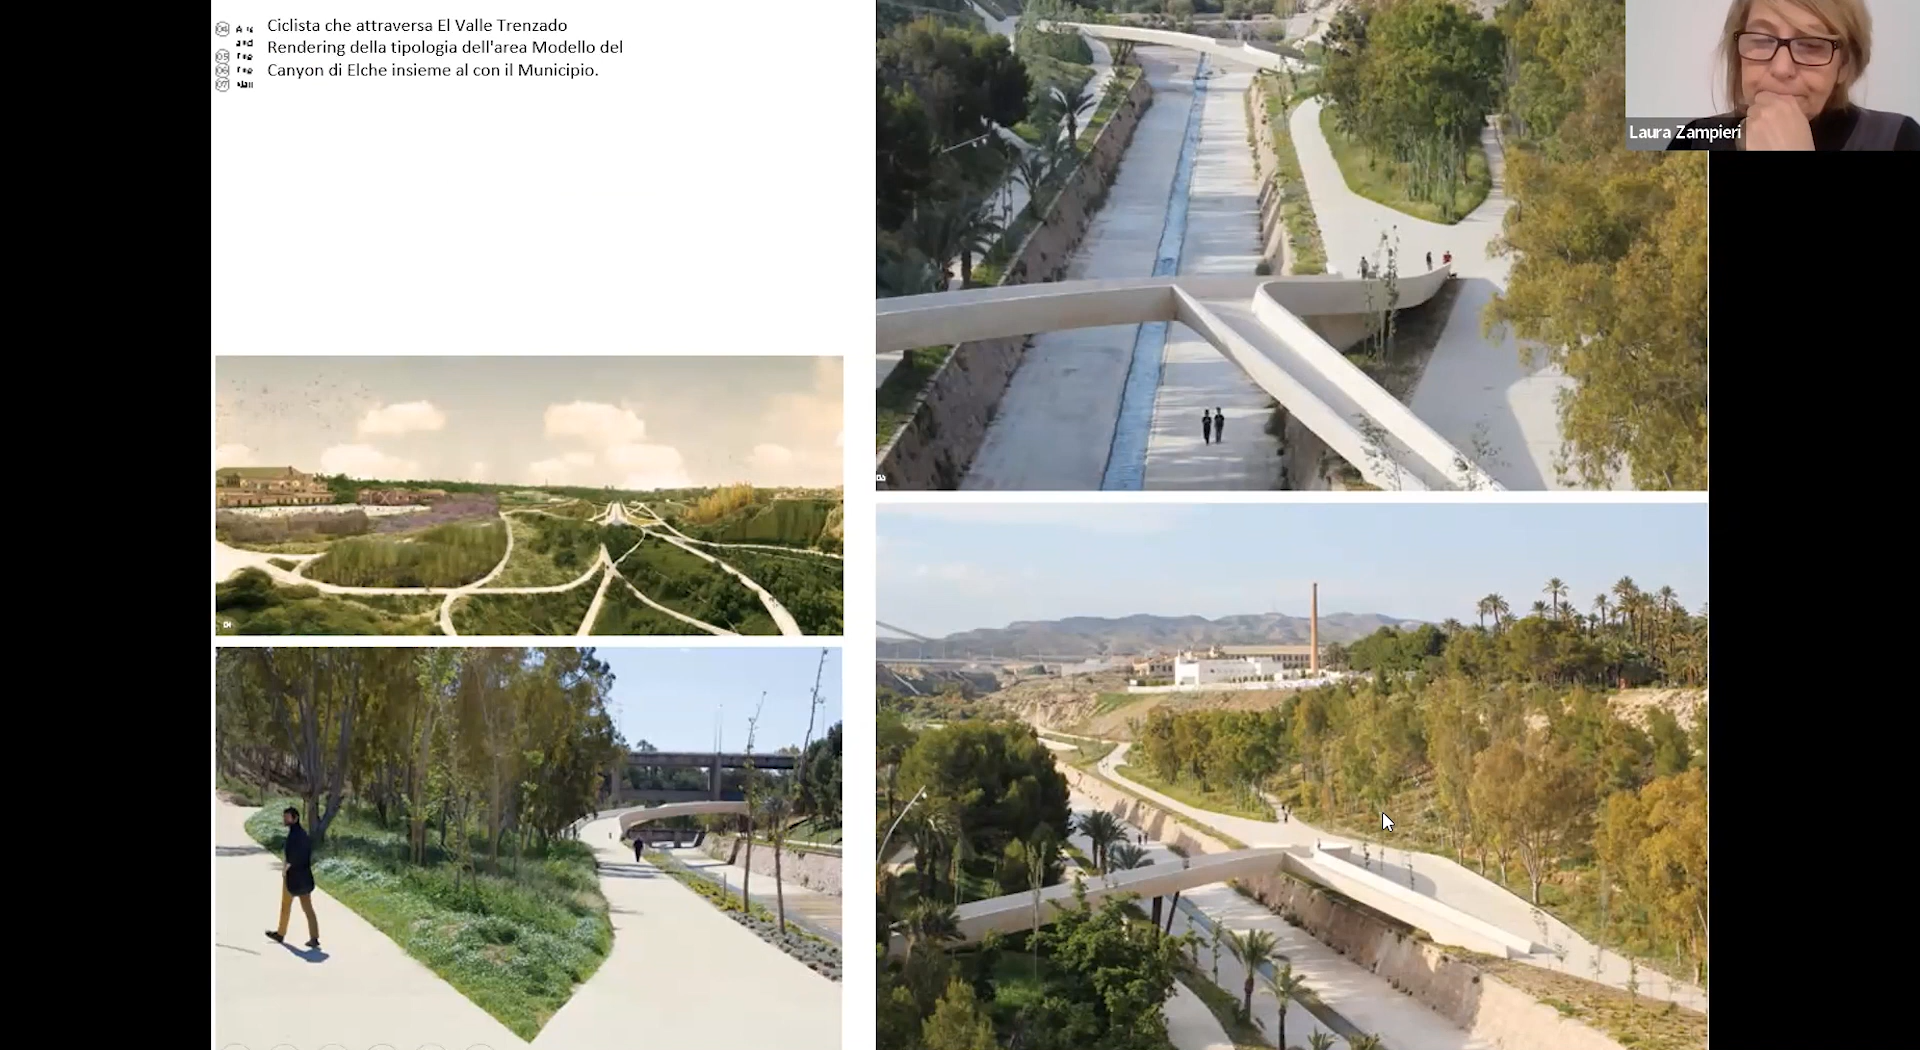 Ciclista che attraversa El Valle Trenzado
Rendering della tipologia dell'area Modello del
Canyon di Elche insieme al con il Municipio.
Laura Zampieri